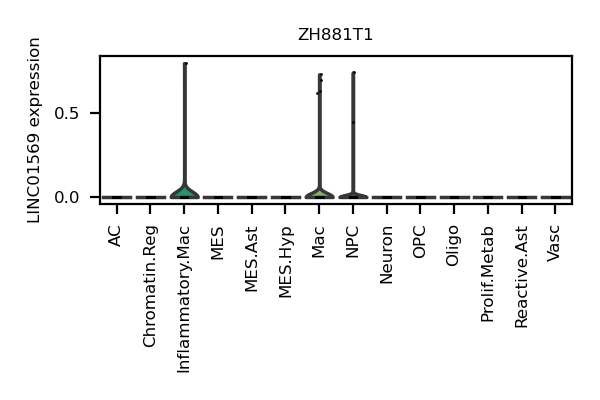 ZH881T1
LINC01569 expression
0.5
0.0
AC
Chromatin.Reg
Inflammatory.Mac
MES
MES.Ast
MES.Hyp
Mac
NPC
Neuron
OPC
Oligo
Prolif.Metab
Reactive.Ast
Vasc